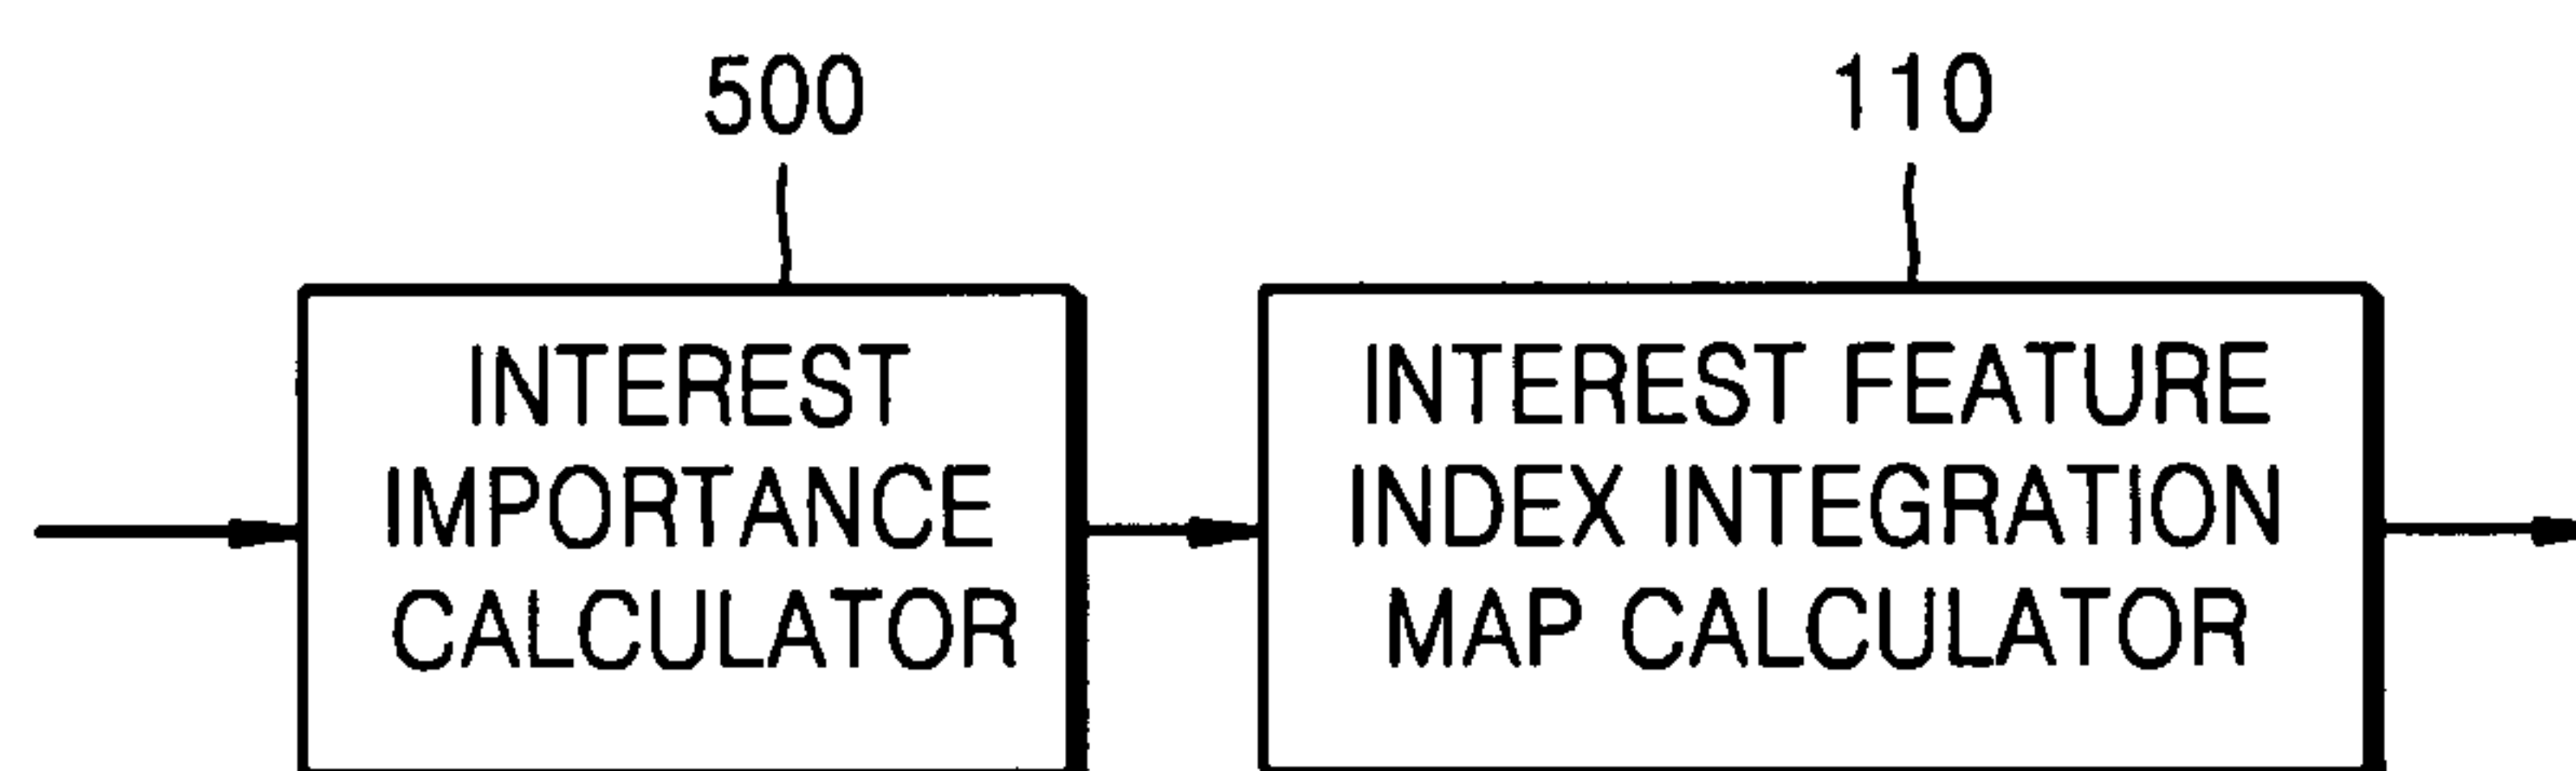 500
110
INTEREST
IMPORTANCE
CALCULATOR
INTEREST FEATURE
INDEX INTEGRATION
MAP CALCULATOR